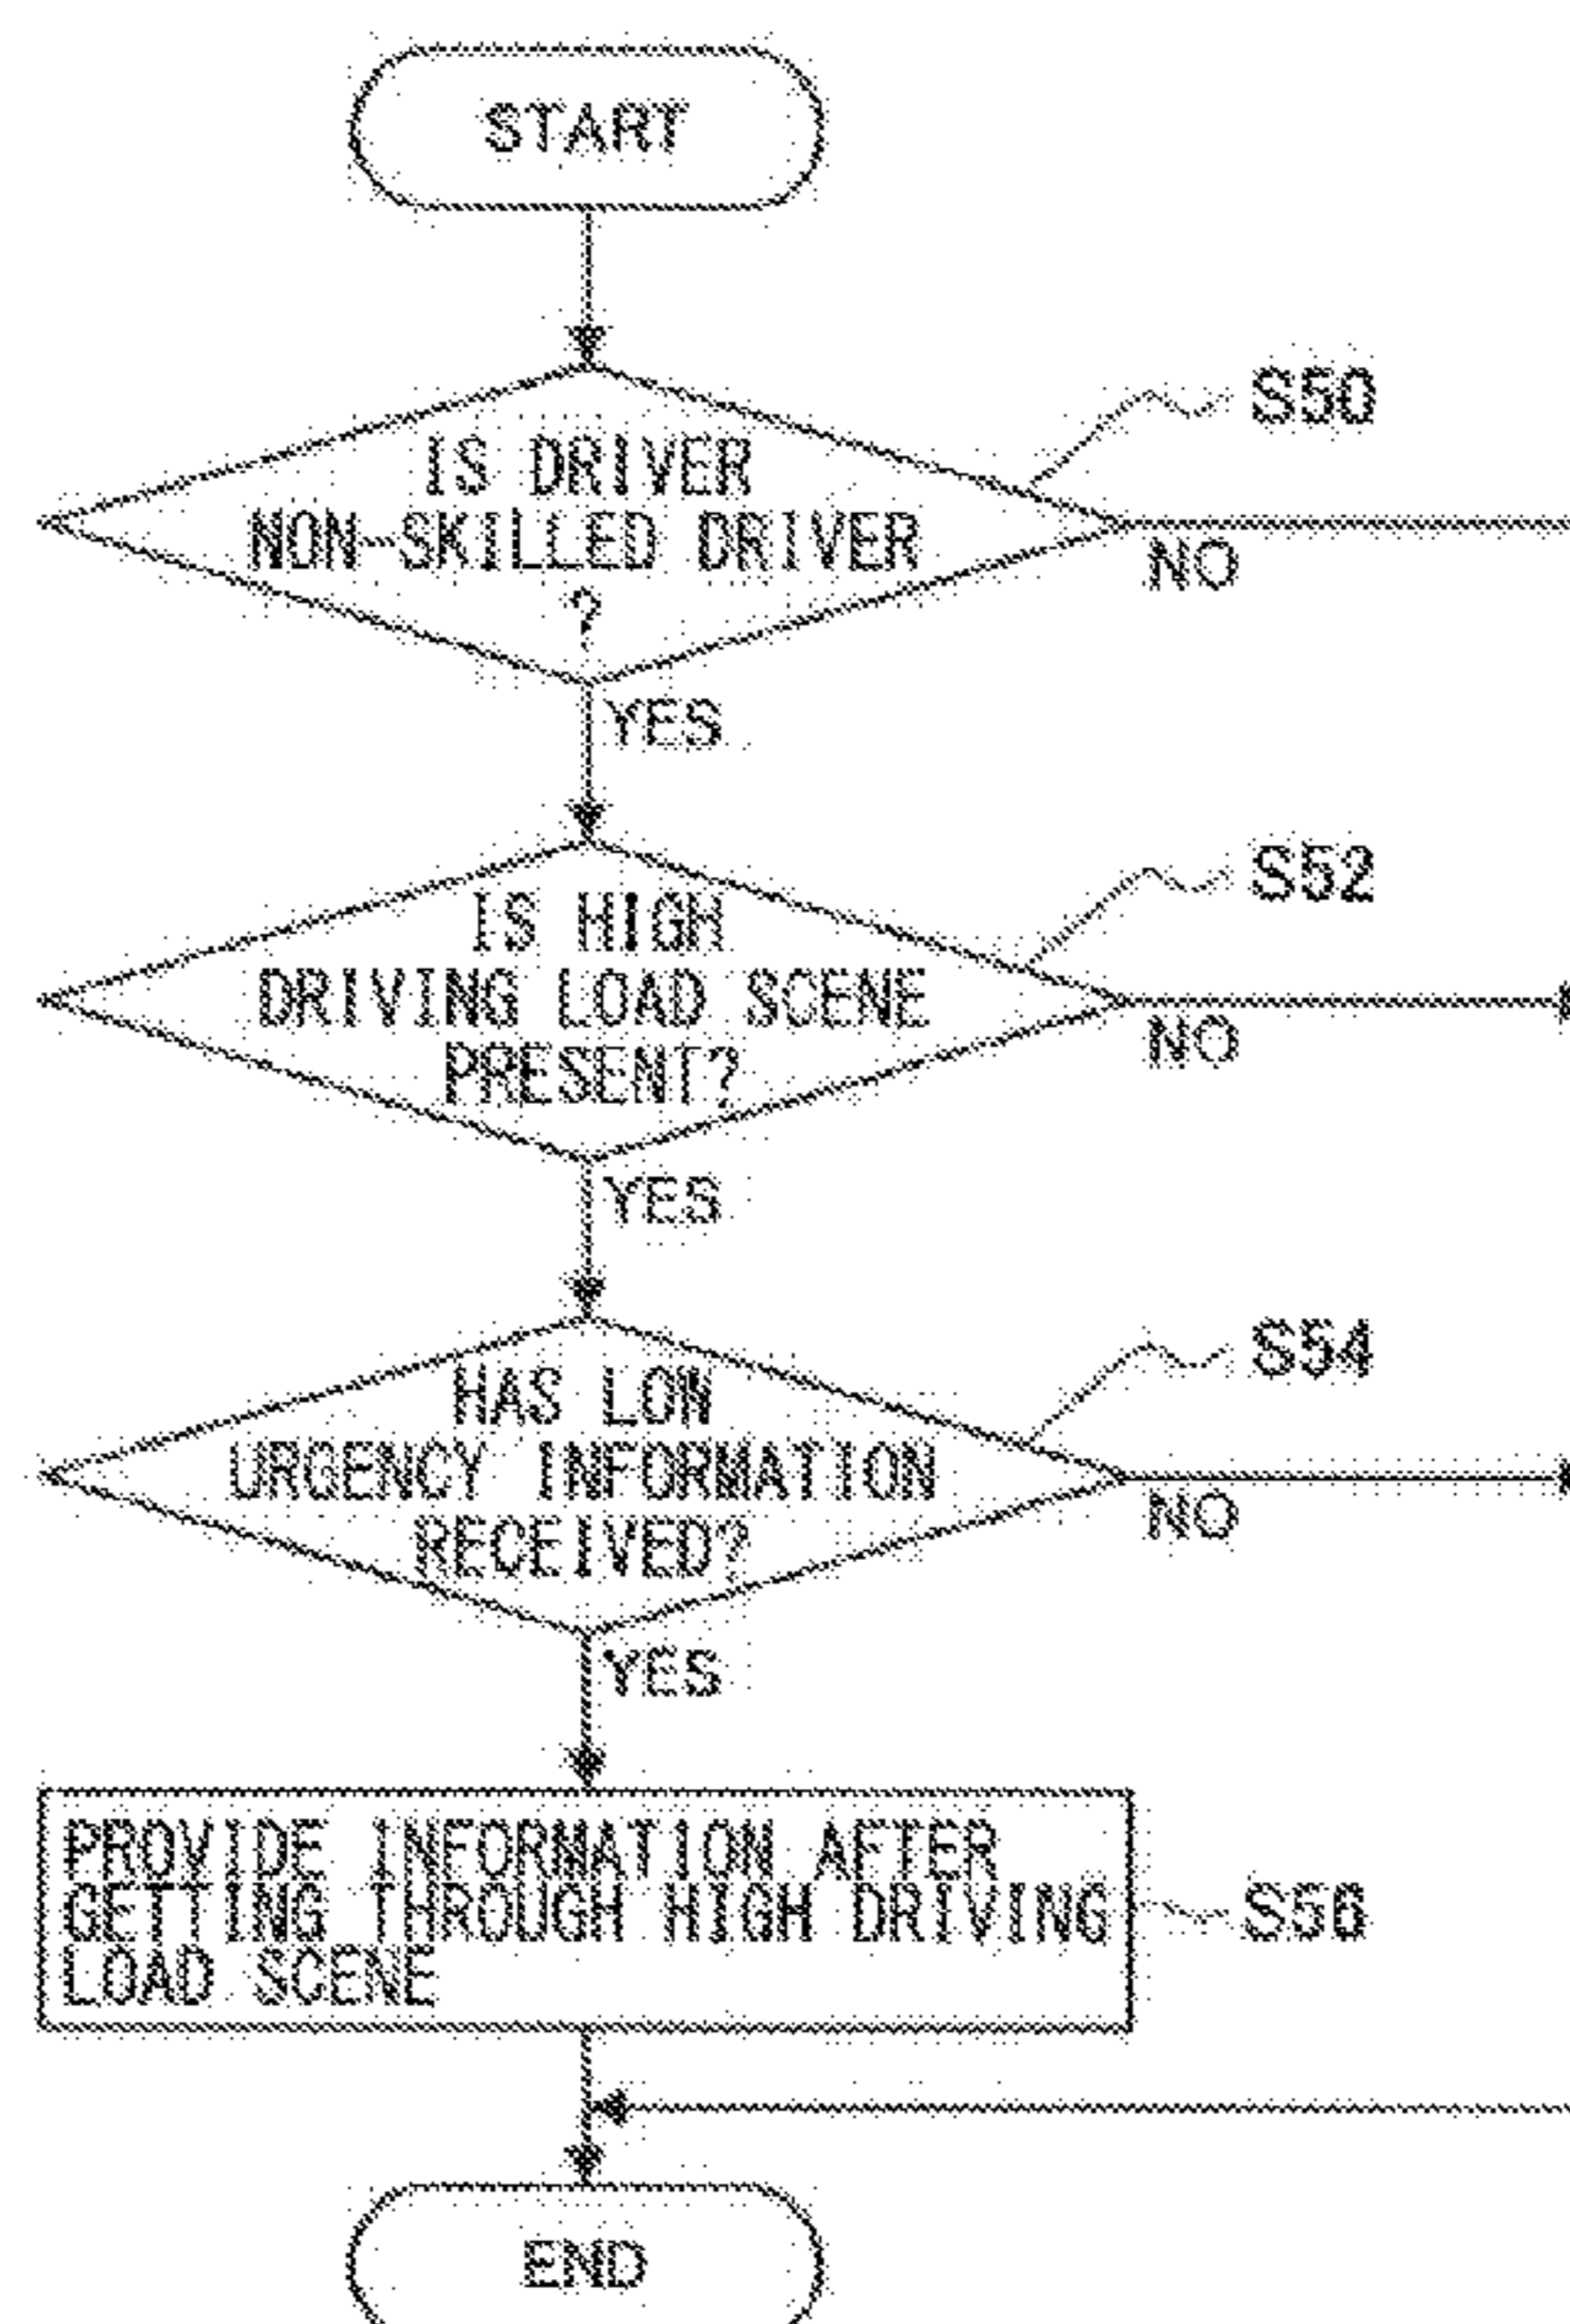 START
S50
IS DRIVER
NON-SKILLED DRIVER
?
NO
YES
S52
IS HIGH
DRIVING LOAD SCENE
PRESENT?
NO
YES
S54
HAS LOW
URGENCY INFORMATION
RECEIVED?
NO
YES
PROVIDE INFORMATION AFTER
GETTING THROUGH HIGH DRIVING
LOAD SCENE
S56
END